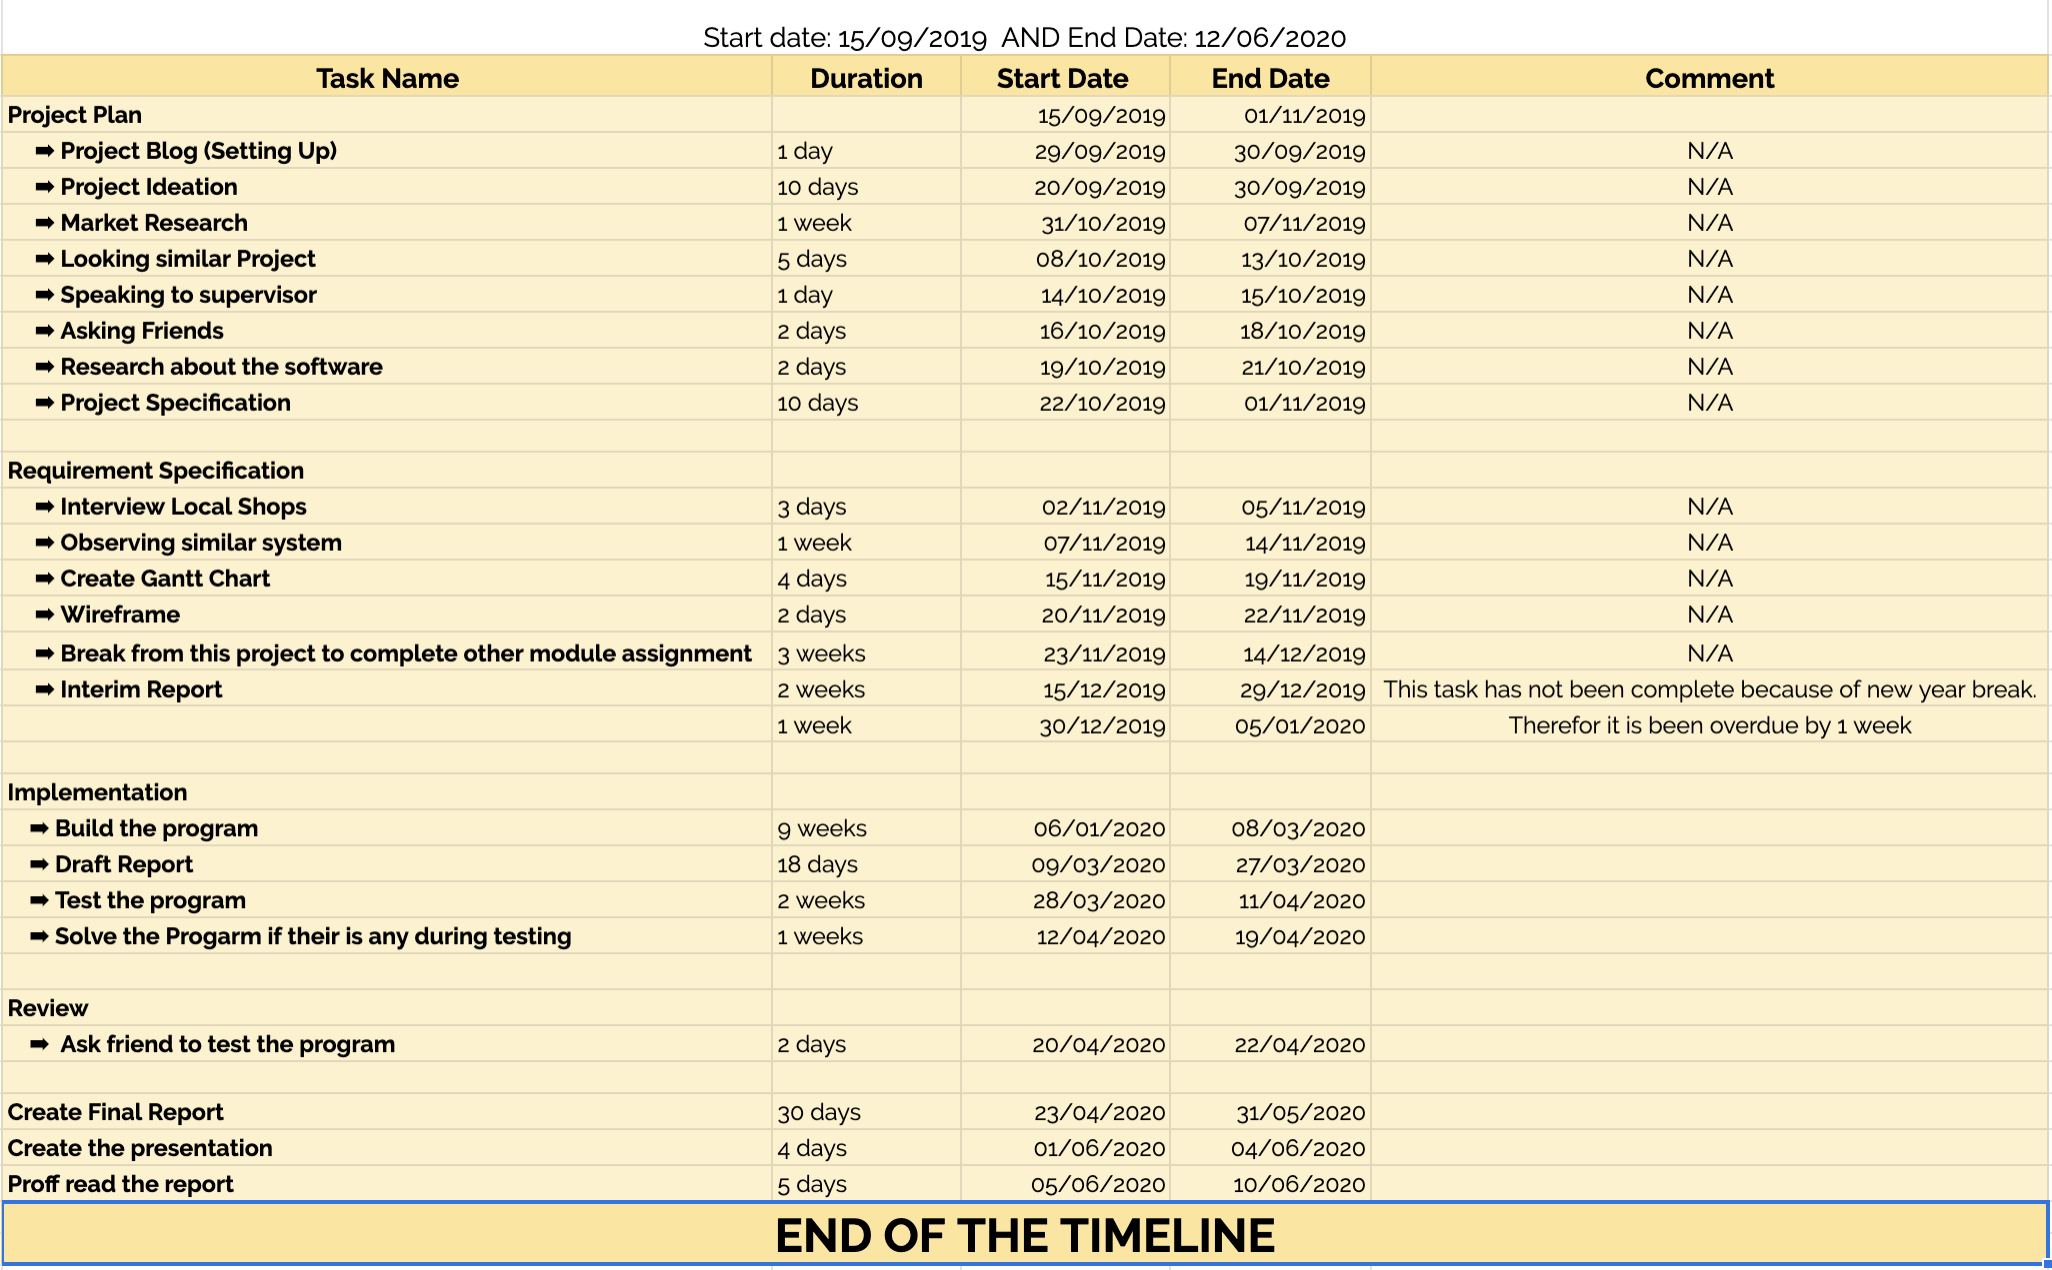 Start date: 15/09/2019  AND End Date: 12/06/2020
Task Name Duration Start Date End Date Comment
Project Plan 15/09/2019 01/11/2019
➡ Project Blog (Setting Up) 1 day 29/09/2019 30/09/2019 N/A
➡ Project Ideation 10 days 20/09/2019 30/09/2019 N/A
➡ Market Research 1 week 31/10/2019 07/11/2019 N/A
➡ Looking similar Project 5 days 08/10/2019 13/10/2019 N/A
➡ Speaking to supervisor 1 day 14/10/2019 15/10/2019 N/A
➡ Asking Friends 2 days 16/10/2019 18/10/2019 N/A
➡ Research about the software 2 days 19/10/2019 21/10/2019 N/A
➡ Project Specification 10 days 22/10/2019 01/11/2019 N/A
Requirement Specification
➡ Interview Local Shops 3 days 02/11/2019 05/11/2019 N/A
➡ Observing similar system 1 week 07/11/2019 14/11/2019 N/A
➡ Create Gantt Chart 4 days 15/11/2019 19/11/2019 N/A
➡ Wireframe 2 days 20/11/2019 22/11/2019 N/A
➡ Break from this project to complete other module assignment 3 weeks 23/11/2019 14/12/2019 N/A
➡ Interim Report 2 weeks 15/12/2019 29/12/2019 This task has not been complete because of new year break.
1 week 30/12/2019 05/01/2020 Therefor it is been overdue by 1 week
Implementation
➡ Build the program 9 weeks 06/01/2020 08/03/2020
➡ Draft Report 18 days 09/03/2020 27/03/2020
➡ Test the program 2 weeks 28/03/2020 11/04/2020
➡ Solve the Progarm if their is any during testing 1 weeks 12/04/2020 19/04/2020
Review
➡ Ask friend to test the program 2 days 20/04/2020 22/04/2020
Create Final Report 30 days 23/04/2020 31/05/2020
Create the presentation 4 days 01/06/2020 04/06/2020
Proff read the report 5 days 05/06/2020 10/06/2020
END OF THE TIMELINE